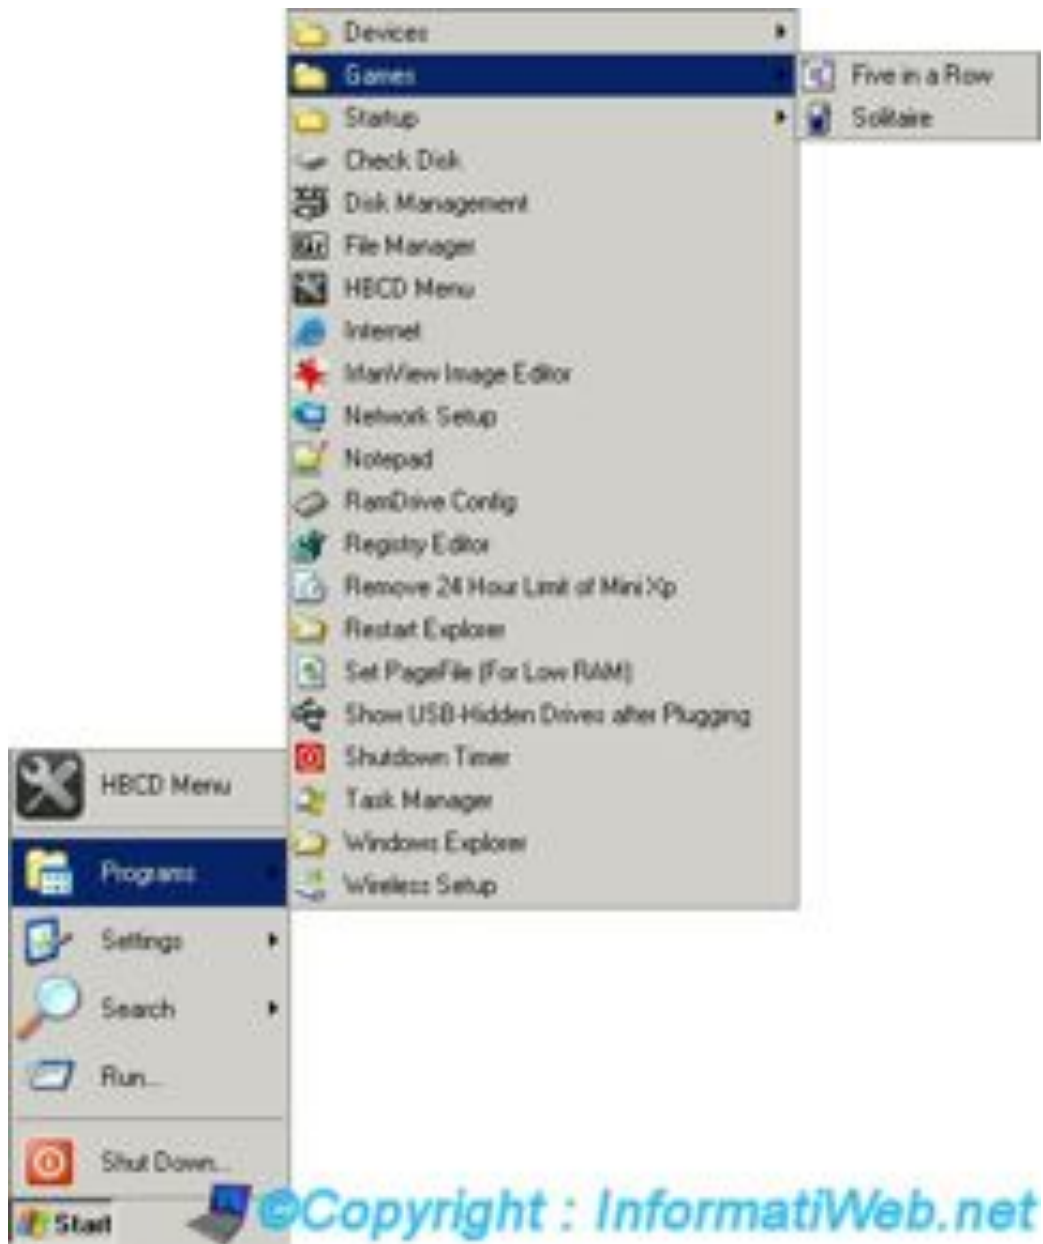 Devices
Games
Startup
Check Disk
Disk Management
File Manager
HBCD Menu
Internet
IrfanView Image Editor
Network Setup
Notepad
RamDrive Config
Registry Editor
Remove 24 Hour Limit of Mini Xp
Restart Explorer
Set PageFile (For Low RAM)
Show USB-Hidden Drives after Plugging
Shutdown Timer
Task Manager
Windows Explorer
Wireless Setup
Five in a Row
Solitaire
HBCD Menu
Programs
Settings
Search
Run...
Shut Down...
Start
©Copyright : InformatiWeb.net